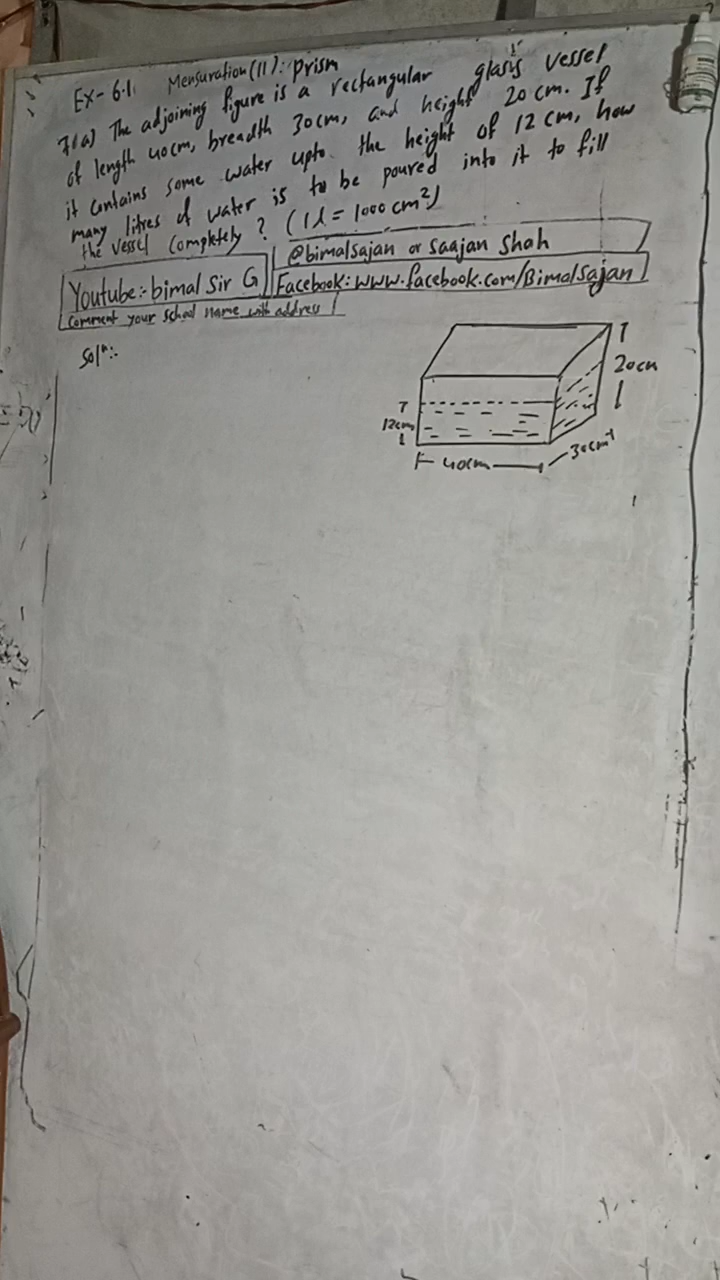 Ex- 6.1. Mensuration(II): Prism
7(a) The adjoining figure is a rectangular glass vessel
of length 40cm, breadth 30cm, and height 20 cm. If
it contains some water upto the height of 12 cm, how
many litres of water is to be poured into it to fill
the vessel completely? (1l = 1000 cm²)
@bimalsajan or Saajan Shah
Youtube:- bimal Sir G
Facebook: www.facebook.com/Bimalsajan
Comment your School name with address
Solⁿ:-
20cm
12cm
40cm
30cm